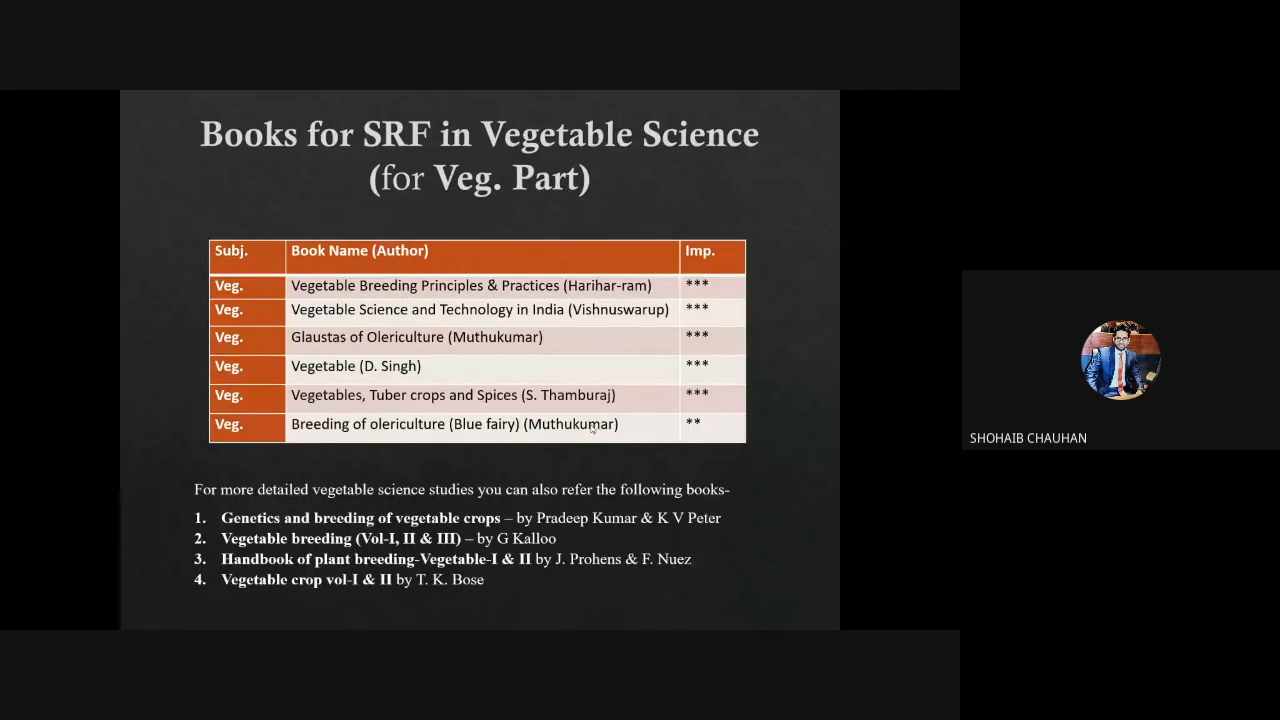 Books for SRF in Vegetable Science
(for Veg. Part)
Subj. Book Name (Author) Imp.
Veg. Vegetable Breeding Principles & Practices (Harihar-ram) ***
Veg. Vegetable Science and Technology in India (Vishnuswarup) ***
Veg. Glaustas of Olericulture (Muthukumar) ***
Veg. Vegetable (D. Singh) ***
Veg. Vegetables, Tuber crops and Spices (S. Thamburaj) ***
Veg. Breeding of olericulture (Blue fairy) (Muthukumar) **
For more detailed vegetable science studies you can also refer the following books-
1. Genetics and breeding of vegetable crops – by Pradeep Kumar & K V Peter
2. Vegetable breeding (Vol-I, II & III) – by G Kalloo
3. Handbook of plant breeding-Vegetable-I & II by J. Prohens & F. Nuez
4. Vegetable crop vol-I & II by T. K. Bose
SHOHAIB CHAUHAN